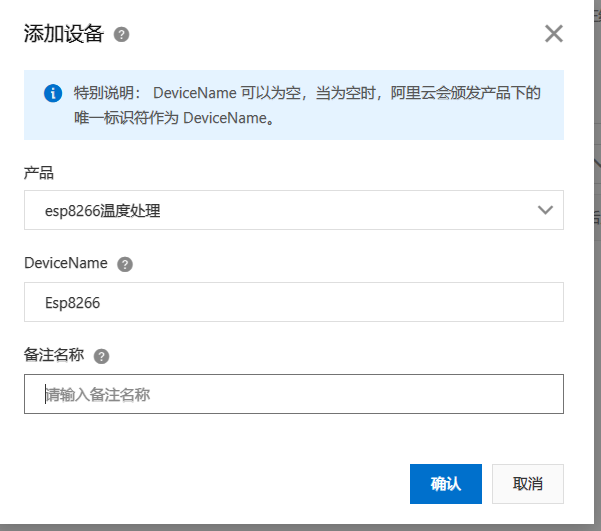 添加设备
特别说明： DeviceName 可以为空，当为空时，阿里云会颁发产品下的
唯一标识符作为 DeviceName。
产品
esp8266温度处理
DeviceName
Esp8266
备注名称
请输入备注名称
确认
取消